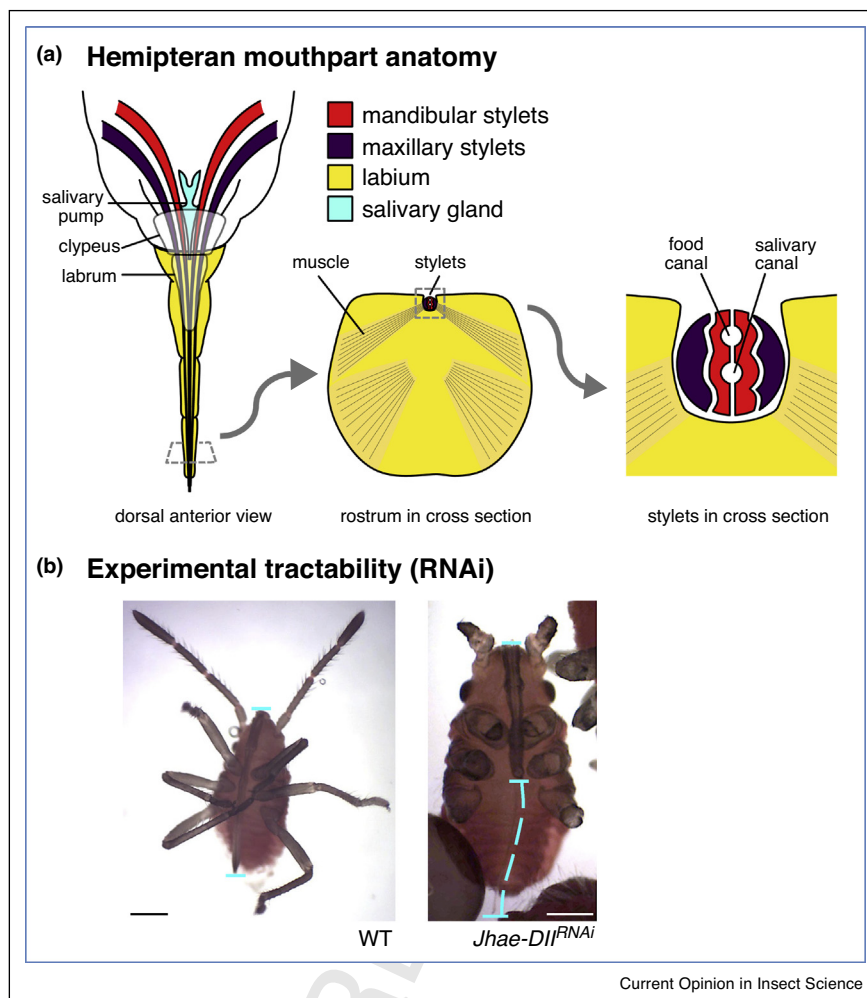 (a) Hemipteran mouthpart anatomy
mandibular stylets
maxillary stylets
labium
salivary gland
salivary
pump
clypeus
labrum
muscle
stylets
food
canal
salivary
canal
dorsal anterior view
rostrum in cross section
stylets in cross section
(b) Experimental tractability (RNAi)
WT
Jhae-Dll^RNAi
Current Opinion in Insect Science